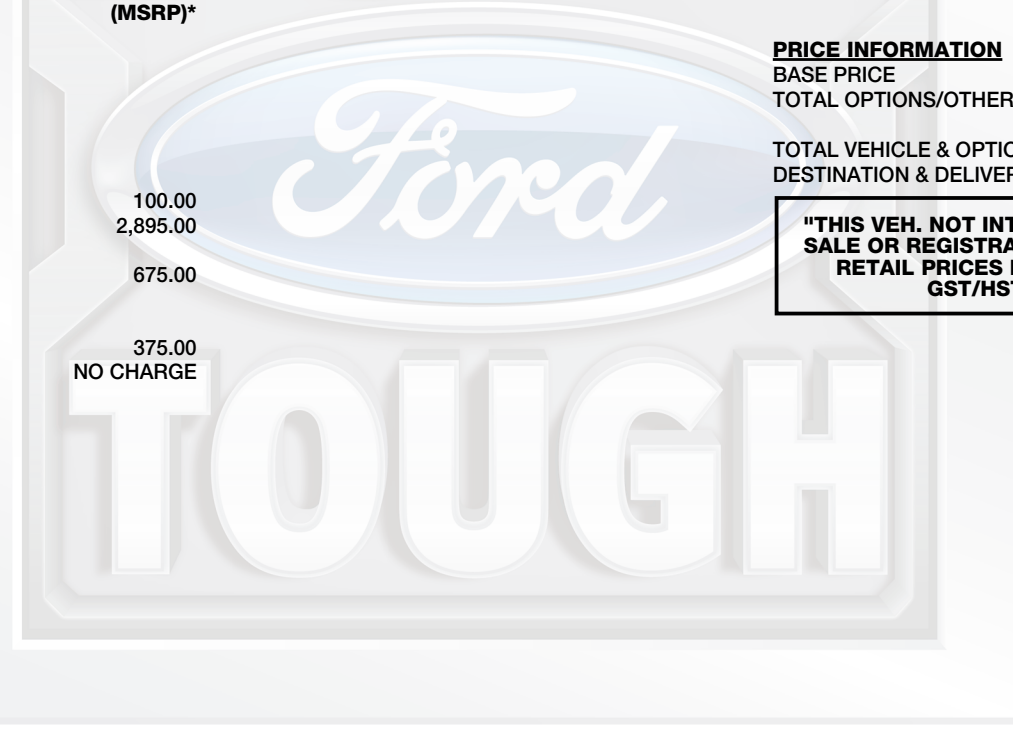 (MSRP)*
100.00
2,895.00
675.00
375.00
NO CHARGE
PRICE INFORMATION
BASE PRICE
TOTAL OPTIONS/OTHER
TOTAL VEHICLE & OPTIO
DESTINATION & DELIVER
"THIS VEH. NOT INT
SALE OR REGISTRA
RETAIL PRICES
GST/HST
Ford
TOUGH